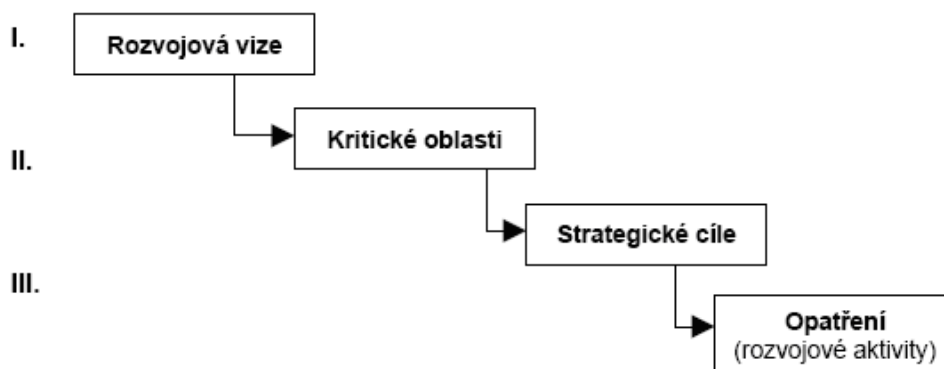 I.
Rozvojová vize
Kritické oblasti
II.
Strategické cíle
III.
Opatření
(rozvojové aktivity)